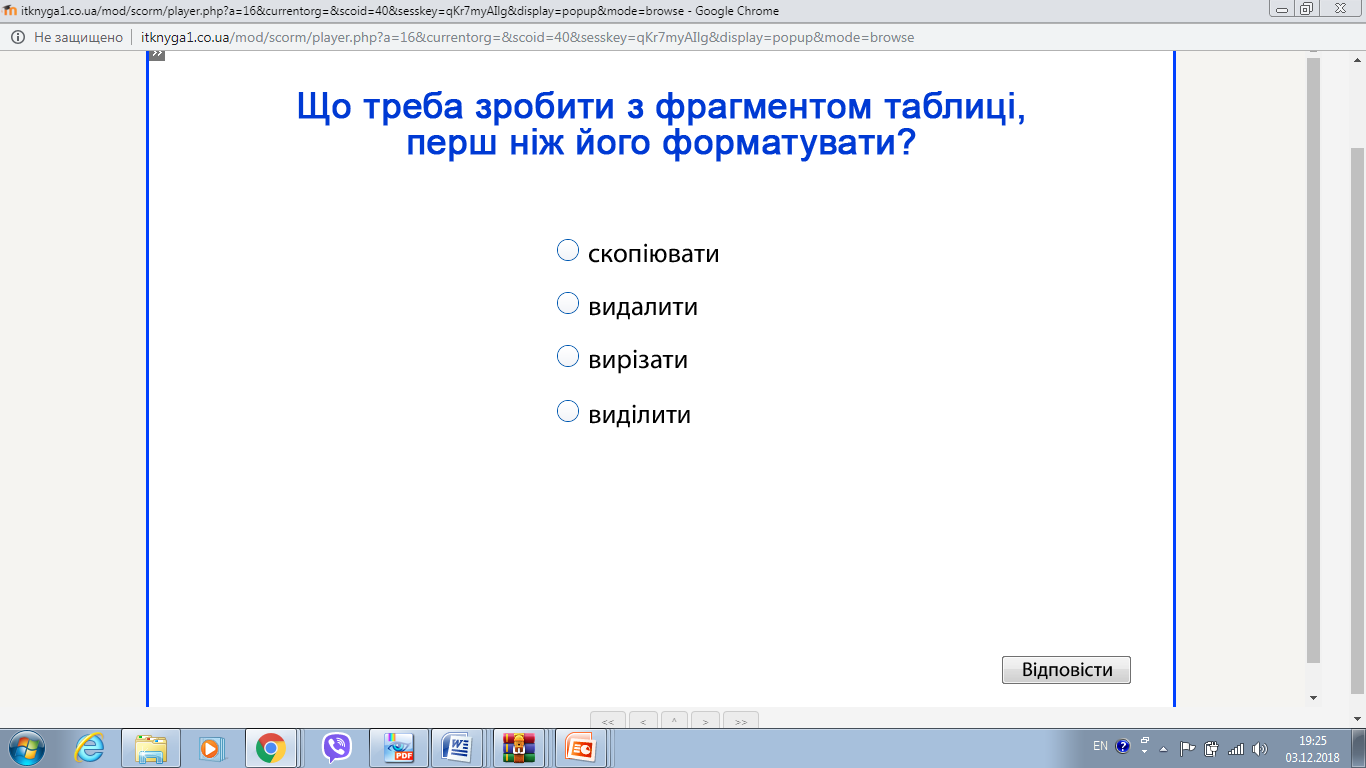 itknyga1.co.ua/mod/scorm/player.php?a=16&currentorg=&scoid=40&sesskey=qKr7myAIlg&display=popup&mode=browse - Google Chrome
Не защищено
itknyga1.co.ua/mod/scorm/player.php?a=16&currentorg=&scoid=40&sesskey=qKr7myAIlg&display=popup&mode=browse
>>
Що треба зробити з фрагментом таблиці,
перш ніж його форматувати?
скопіювати
видалити
вирізати
виділити
Відповісти
<< < ^ > >>
EN
19:25
03.12.2018
PDF